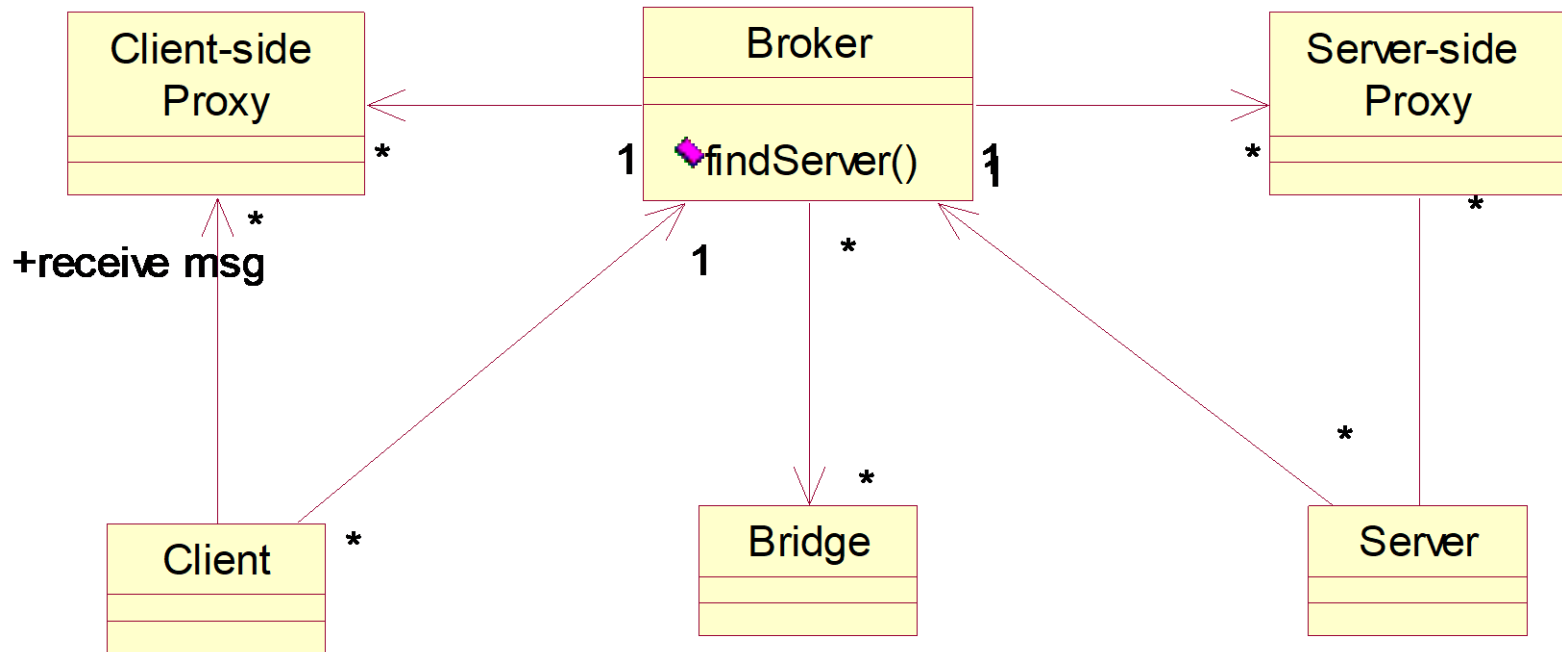 Client-side
Proxy
Broker
Server-side
Proxy
findServer()
*
1
1
1
*
*
*
+receive msg
1
*
*
*
*
Client
*
Bridge
Server